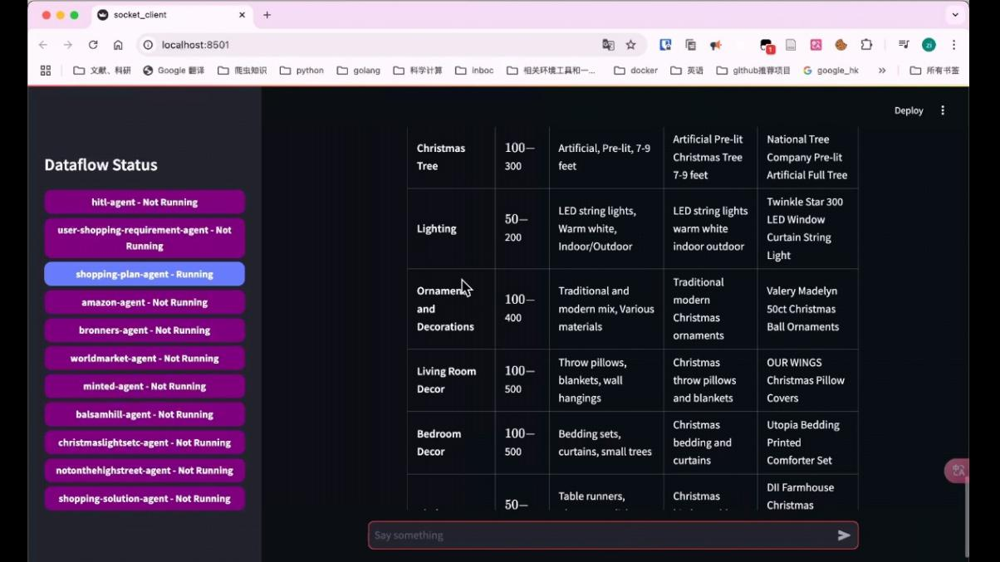 socket_client
localhost:8501
zi
1
文献、科研
Google 翻译
爬虫知识
python
golang
科学计算
inboc
相关环境工具和一...
docker
英语
github推荐项目
google_hk
所有书签
Deploy
Dataflow Status
hitl-agent - Not Running
user-shopping-requirement-agent - Not
Running
shopping-plan-agent - Running
amazon-agent - Not Running
bronners-agent - Not Running
worldmarket-agent - Not Running
minted-agent - Not Running
balsamhill-agent - Not Running
christmaslightsetc-agent - Not Running
notonthehighstreet-agent - Not Running
shopping-solution-agent - Not Running
Christmas
Tree
100—
300
Artificial, Pre-lit, 7-9
feet
Artificial Pre-lit
Christmas Tree
7-9 feet
National Tree
Company Pre-lit
Artificial Full Tree
Lighting
50—
200
LED string lights,
Warm white,
Indoor/Outdoor
LED string lights
warm white
indoor outdoor
Twinkle Star 300
LED Window
Curtain String
Light
Ornaments
and
Decorations
100—
400
Traditional and
modern mix, Various
materials
Traditional
modern
Christmas
ornaments
Valery Madelyn
50ct Christmas
Ball Ornaments
Living Room
Decor
100—
500
Throw pillows,
blankets, wall
hangings
Christmas
throw pillows
and blankets
OUR WINGS
Christmas Pillow
Covers
Bedroom
Decor
100—
500
Bedding sets,
curtains, small trees
Christmas
bedding and
curtains
Utopia Bedding
Printed
Comforter Set
50—
Table runners,
Christmas
DII Farmhouse
Christmas
Say something